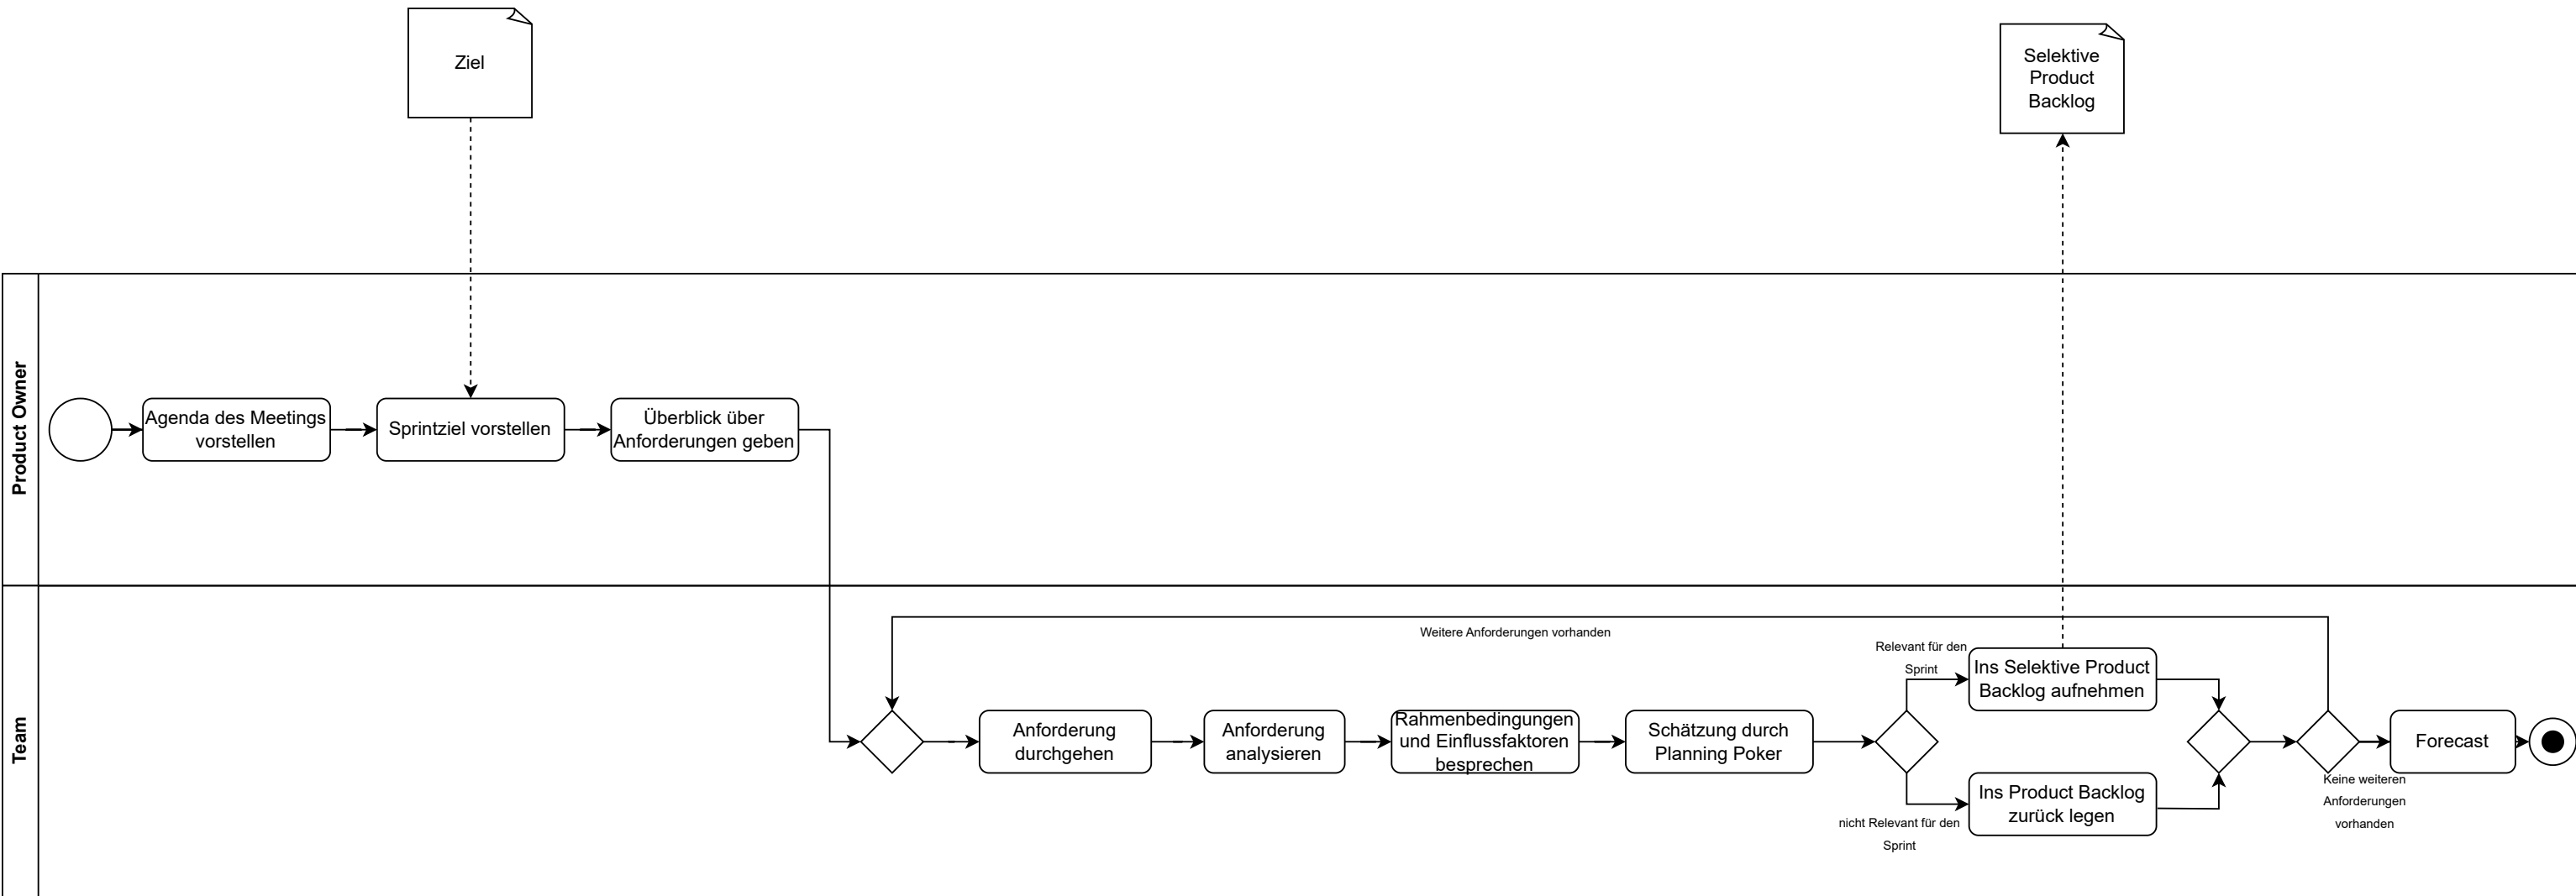 Ziel
Selektive
Product
Backlog
Product Owner
Agenda des Meetings
vorstellen
Sprintziel vorstellen
Überblick über
Anforderungen geben
Team
Weitere Anforderungen vorhanden
Anforderung
durchgehen
Anforderung
analysieren
Rahmenbedingungen
und Einflussfaktoren
besprechen
Schätzung durch
Planning Poker
Relevant für den
Sprint
Ins Selektive Product
Backlog aufnehmen
nicht Relevant für den
Sprint
Ins Product Backlog
zurück legen
Keine weiteren
Anforderungen
vorhanden
Forecast